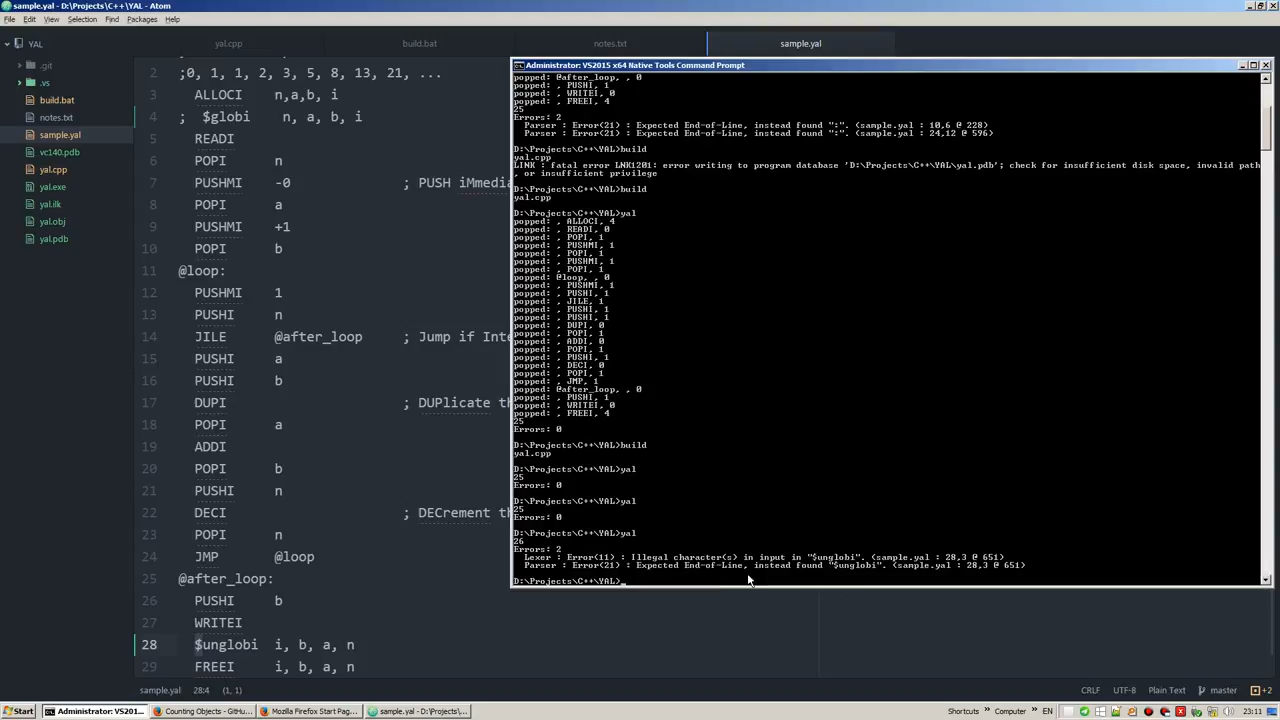 sample.yal - D:\Projects\C++\YAL - Atom
File Edit View Selection Find Packages Help
YAL
.git
.vs
build.bat
notes.txt
sample.yal
vc140.pdb
yal.cpp
yal.exe
yal.ilk
yal.obj
yal.pdb
yal.cpp build.bat notes.txt sample.yal
2 ;0, 1, 1, 2, 3, 5, 8, 13, 21, ...
3 ALLOCI n,a,b, i
4 ; $globi n, a, b, i
5 READI
6 POPI n
7 PUSHMI -0 ; PUSH iMmedia
8 POPI a
9 PUSHMI +1
10 POPI b
11 @loop:
12 PUSHMI 1
13 PUSHI n
14 JILE @after_loop ; Jump if Inte
15 PUSHI a
16 PUSHI b
17 DUPI ; DUPlicate th
18 POPI a
19 ADDI
20 POPI b
21 PUSHI n
22 DECI ; DECrement th
23 POPI n
24 JMP @loop
25 @after_loop:
26 PUSHI b
27 WRITEI
28 $unglobi i, b, a, n
29 FREEI i, b, a, n
Administrator: VS2015 x64 Native Tools Command Prompt
popped: @after_loop, , 0
popped: , PUSHI, 1
popped: , WRITEI, 0
popped: , FREEI, 4
25
Errors: 2
Parser : Error(21) : Expected End-of-Line, instead found ":". (sample.yal : 10,6 @ 228)
Parser : Error(21) : Expected End-of-Line, instead found ":". (sample.yal : 24,12 @ 596)
D:\Projects\C++\YAL>build
yal.cpp
LINK : fatal error LNK1201: error writing to program database 'D:\Projects\C++\YAL\yal.pdb'; check for insufficient disk space, invalid path
, or insufficient privilege
D:\Projects\C++\YAL>build
yal.cpp
D:\Projects\C++\YAL>yal
popped: , ALLOCI, 4
popped: , READI, 0
popped: , POPI, 1
popped: , PUSHMI, 1
popped: , POPI, 1
popped: , PUSHMI, 1
popped: , POPI, 1
popped: @loop, , 0
popped: , PUSHMI, 1
popped: , PUSHI, 1
popped: , JILE, 1
popped: , PUSHI, 1
popped: , PUSHI, 1
popped: , DUPI, 0
popped: , POPI, 1
popped: , ADDI, 0
popped: , POPI, 1
popped: , PUSHI, 1
popped: , DECI, 0
popped: , POPI, 1
popped: , JMP, 1
popped: @after_loop, , 0
popped: , PUSHI, 1
popped: , WRITEI, 0
popped: , FREEI, 4
25
Errors: 0
D:\Projects\C++\YAL>build
yal.cpp
D:\Projects\C++\YAL>yal
25
Errors: 0
D:\Projects\C++\YAL>yal
25
Errors: 0
D:\Projects\C++\YAL>yal
26
Errors: 2
Lexer : Error(11) : Illegal character(s) in input in "$unglobi". (sample.yal : 28,3 @ 651)
Parser : Error(21) : Expected End-of-Line, instead found "$unglobi". (sample.yal : 28,3 @ 651)
D:\Projects\C++\YAL>_
sample.yal 28:4 (1, 1) CRLF UTF-8 Plain Text master +2
Start Administrator: VS201... Counting Objects - GitHu... Mozilla Firefox Start Pag... sample.yal - D:\Projects\... Shortcuts » Computer » EN 23:11